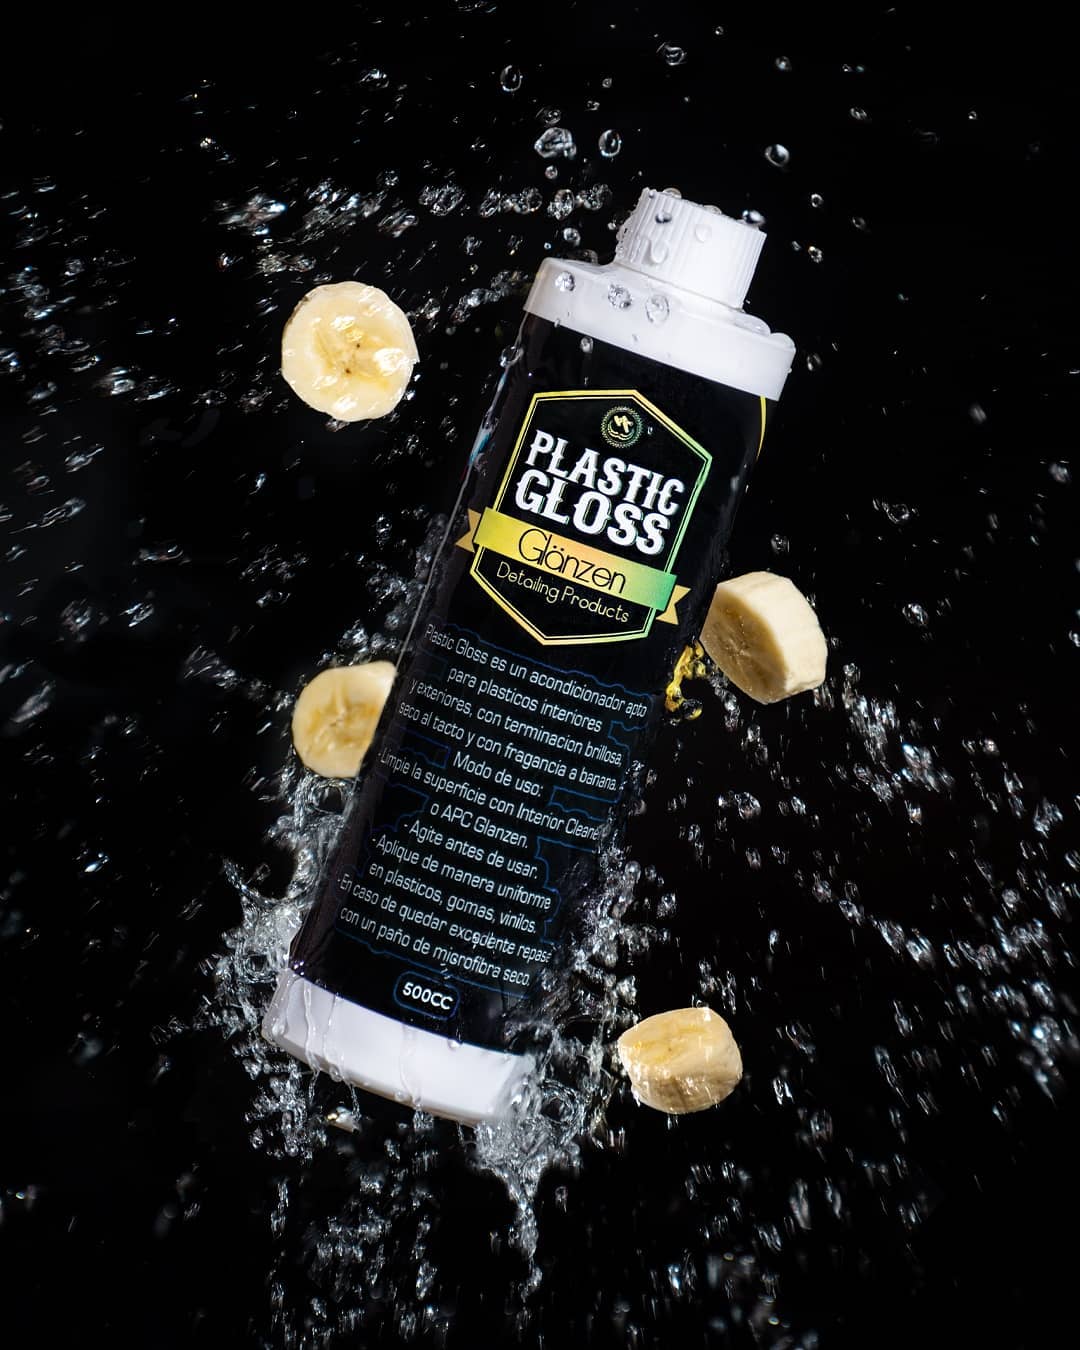 PLASTIC
GLOSS
Glänzen
Detailing Products
Plastic Gloss es un acondicionador apto
para plasticos interiores
y exteriores, con terminacion brillosa,
seco al tacto y con fragancia a banana.
Modo de uso:
-Limpie la superficie con Interior Cleane
o APC Glanzen.
-Agite antes de usar.
-Aplique de manera uniforme
en plasticos, gomas, vinilos.
-En caso de quedar excedente repase
con un paño de microfibra seco.
500CC